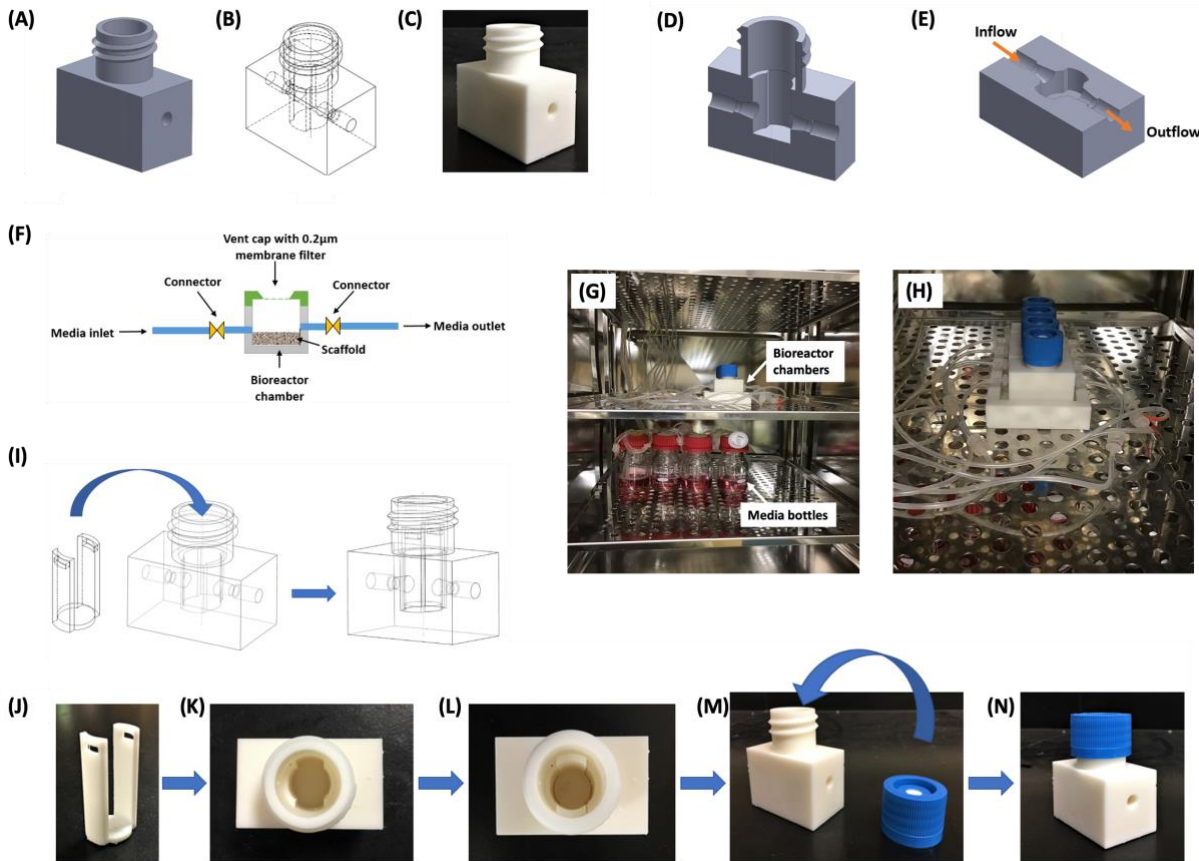 (A)
(B)
(C)
(D)
(E)
Inflow
Outflow
(F)
Vent cap with 0.2µm
membrane filter
Connector
Connector
Media inlet
Media outlet
Scaffold
Bioreactor
chamber
(G)
Bioreactor
chambers
Media bottles
(H)
(I)
(J)
(K)
(L)
(M)
(N)